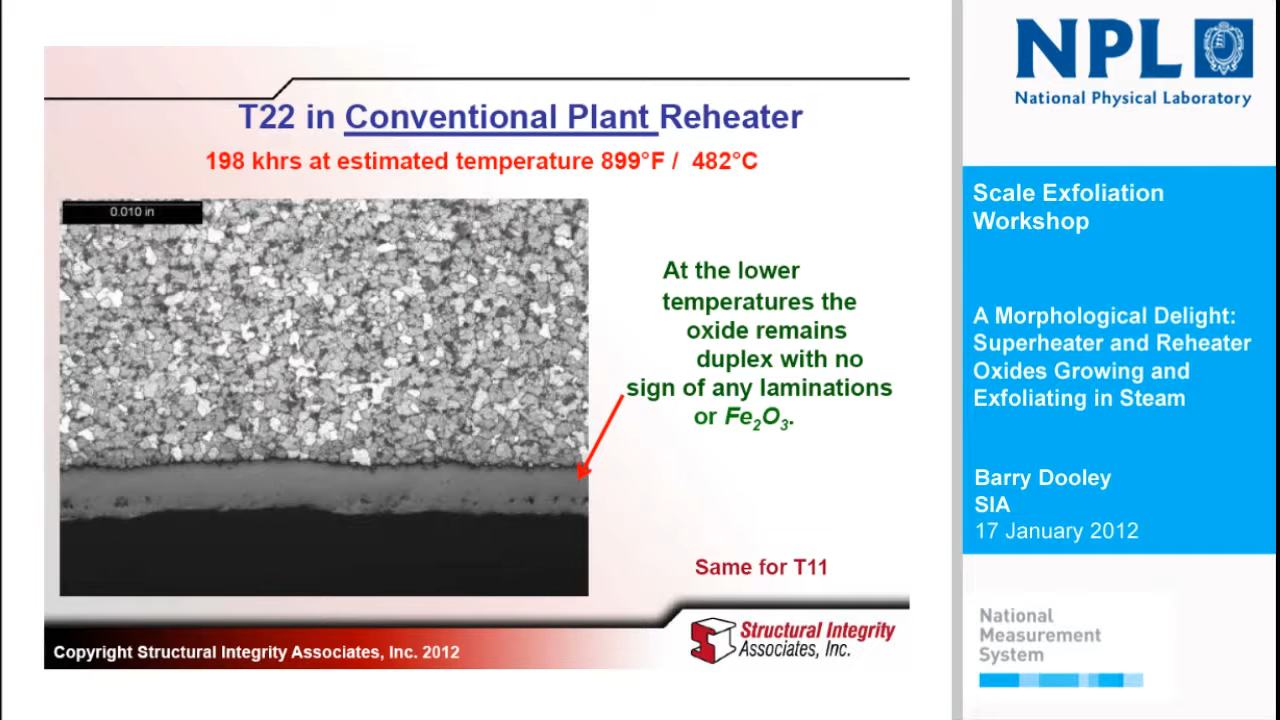 T22 in Conventional Plant Reheater
198 khrs at estimated temperature 899°F / 482°C
0.010 in
At the lower
temperatures the
oxide remains
duplex with no
sign of any laminations
or Fe₂O₃.
Same for T11
Structural Integrity
Associates, Inc.
Copyright Structural Integrity Associates, Inc. 2012
NPL
National Physical Laboratory
Scale Exfoliation
Workshop
A Morphological Delight:
Superheater and Reheater
Oxides Growing and
Exfoliating in Steam
Barry Dooley
SIA
17 January 2012
National
Measurement
System